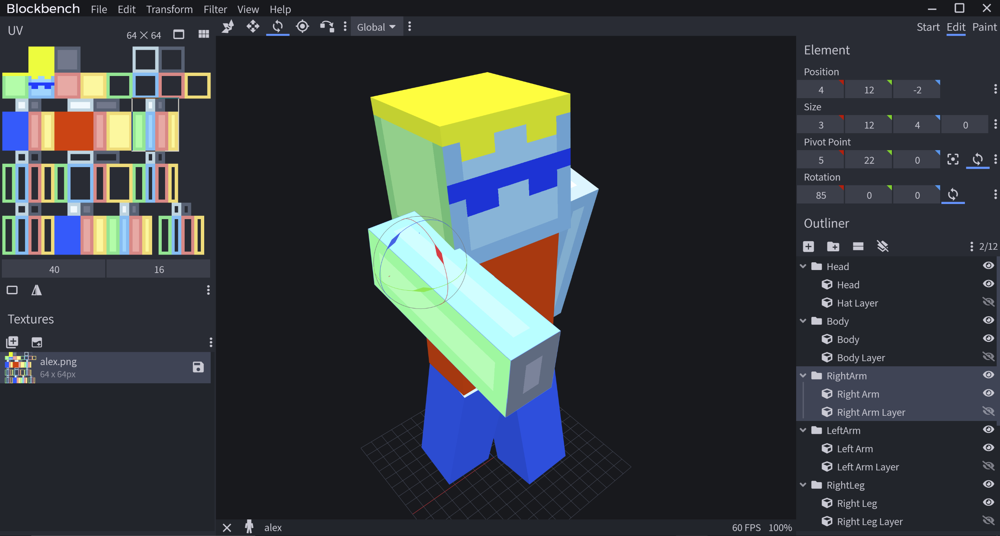 Blockbench File Edit Transform Filter View Help
UV
64 × 64
Global
Start Edit Paint
Element
Position
4 12 -2
Size
3 12 4 0
Pivot Point
5 22 0
Rotation
85 0 0
Outliner
2/12
Head
Head
Hat Layer
Body
Body
Body Layer
RightArm
Right Arm
Right Arm Layer
LeftArm
Left Arm
Left Arm Layer
RightLeg
Right Leg
Right Leg Layer
40 16
Textures
alex.png
64 x 64px
alex
60 FPS 100%